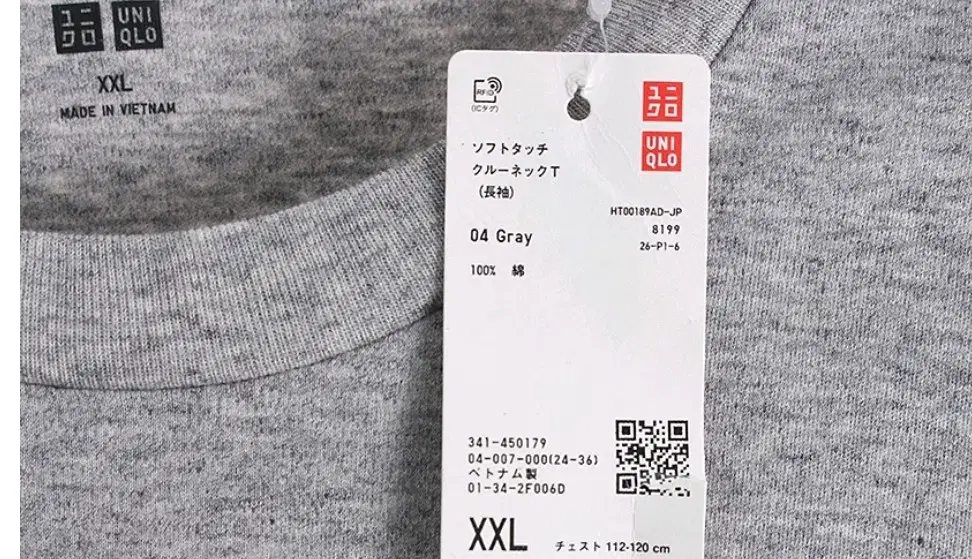 ユニ
クロ
UNI
QLO
XXL
MADE IN VIETNAM
RFID
(ICタグ)
ユニ
クロ
UNI
QLO
ソフトタッチ
クルーネックT
(長袖)
HT00189AD-JP
8199
26-P1-6
04 Gray
100% 綿
341-450179
04-007-000(24-36)
ベトナム製
01-34-2F006D
XXL チェスト 112-120 cm